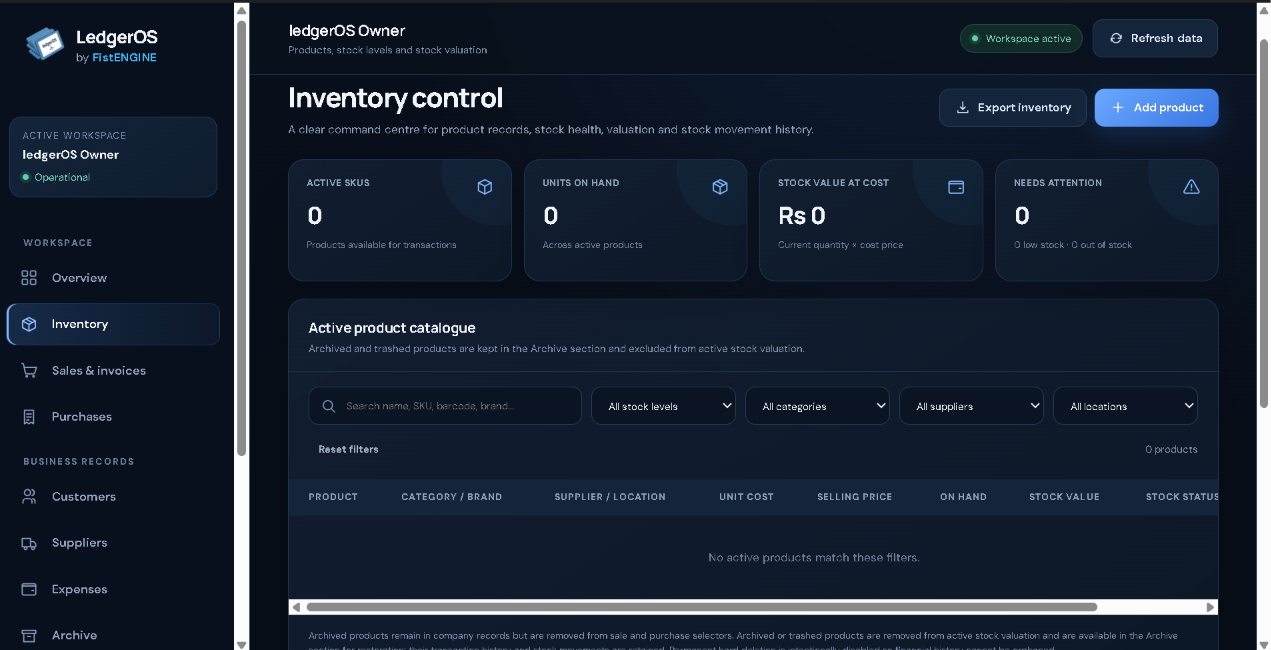 LedgerOS
by FistENGINE
ACTIVE WORKSPACE
ledgerOS Owner
Operational
WORKSPACE
Overview
Inventory
Sales & invoices
Purchases
BUSINESS RECORDS
Customers
Suppliers
Expenses
Archive
ledgerOS Owner
Products, stock levels and stock valuation
Workspace active
Refresh data
Inventory control
A clear command centre for product records, stock health, valuation and stock movement history.
Export inventory
Add product
ACTIVE SKUS
0
Products available for transactions
UNITS ON HAND
0
Across active products
STOCK VALUE AT COST
Rs 0
Current quantity × cost price
NEEDS ATTENTION
0
0 low stock · 0 out of stock
Active product catalogue
Archived and trashed products are kept in the Archive section and excluded from active stock valuation.
Search name, SKU, barcode, brand...
All stock levels
All categories
All suppliers
All locations
Reset filters
0 products
PRODUCT CATEGORY / BRAND SUPPLIER / LOCATION UNIT COST SELLING PRICE ON HAND STOCK VALUE STOCK STATUS
No active products match these filters.
Archived products remain in company records but are removed from sale and purchase selectors. Archived or trashed products are removed from active stock valuation and are available in the Archive